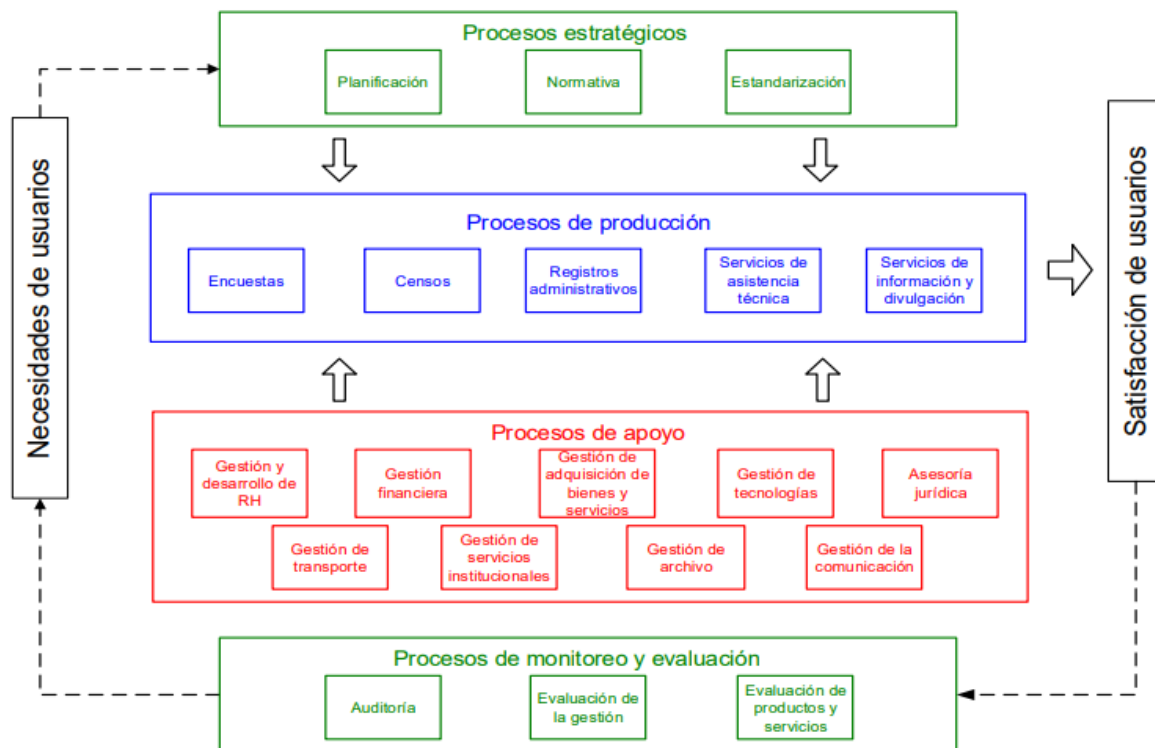 Procesos estratégicos
Planificación
Normativa
Estandarización
Necesidades de usuarios
Procesos de producción
Encuestas
Censos
Registros
administrativos
Servicios de
asistencia
técnica
Servicios de
información y
divulgación
Satisfacción de usuarios
Procesos de apoyo
Gestión y
desarrollo de
RH
Gestión
financiera
Gestión de
adquisición de
bienes y
servicios
Gestión de
tecnologías
Asesoría
jurídica
Gestión de
transporte
Gestión de
servicios
institucionales
Gestión de
archivo
Gestión de la
comunicación
Procesos de monitoreo y evaluación
Auditoría
Evaluación de
la gestión
Evaluación de
productos y
servicios